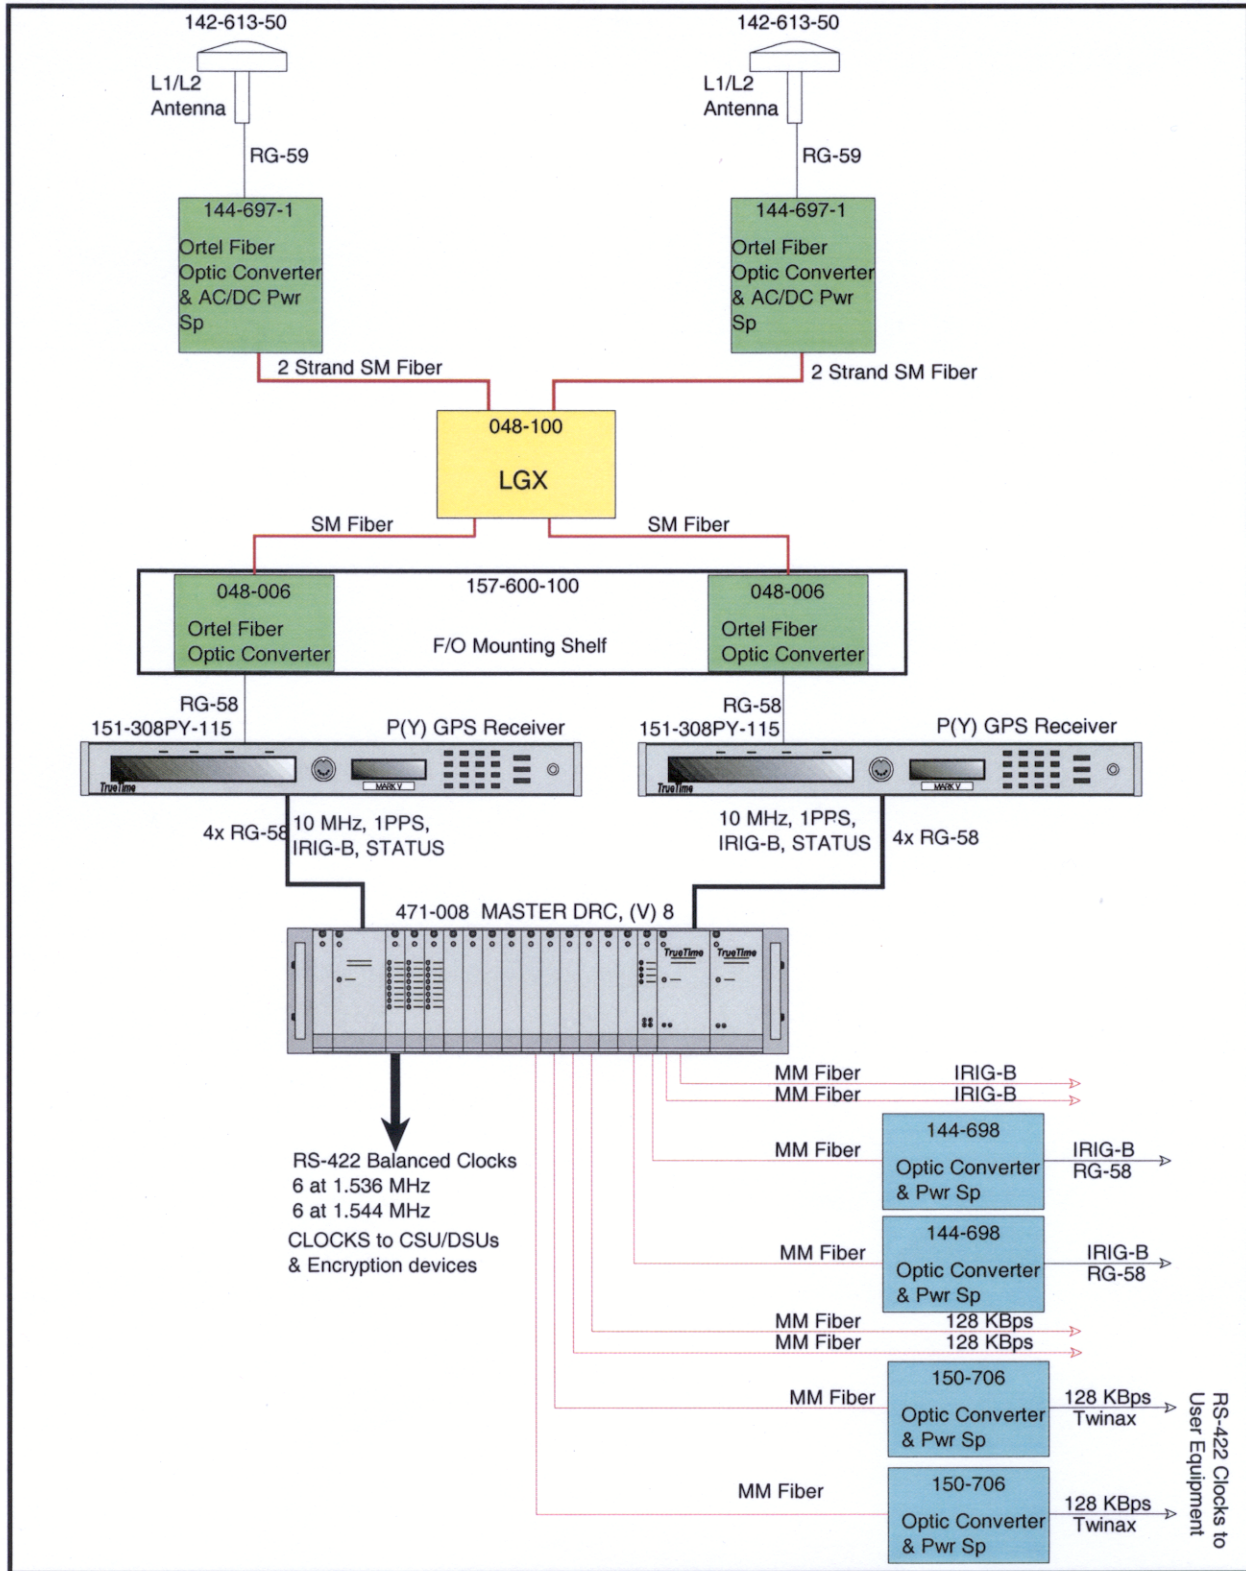 142-613-50
142-613-50
L1/L2
Antenna
L1/L2
Antenna
RG-59
RG-59
144-697-1
Ortel Fiber
Optic Converter
& AC/DC Pwr
Sp
144-697-1
Ortel Fiber
Optic Converter
& AC/DC Pwr
Sp
2 Strand SM Fiber
2 Strand SM Fiber
048-100
LGX
SM Fiber
SM Fiber
048-006
Ortel Fiber
Optic Converter
157-600-100
F/O Mounting Shelf
048-006
Ortel Fiber
Optic Converter
RG-58
151-308PY-115
P(Y) GPS Receiver
RG-58
151-308PY-115
P(Y) GPS Receiver
TrueTime
MARK V
TrueTime
MARK V
4x RG-58
10 MHz, 1PPS,
IRIG-B, STATUS
10 MHz, 1PPS,
IRIG-B, STATUS
4x RG-58
471-008 MASTER DRC, (V) 8
TrueTime
TrueTime
MM Fiber IRIG-B
MM Fiber IRIG-B
RS-422 Balanced Clocks
6 at 1.536 MHz
6 at 1.544 MHz
CLOCKS to CSU/DSUs
& Encryption devices
MM Fiber
144-698
Optic Converter
& Pwr Sp
IRIG-B
RG-58
MM Fiber
144-698
Optic Converter
& Pwr Sp
IRIG-B
RG-58
MM Fiber 128 KBps
MM Fiber 128 KBps
MM Fiber
150-706
Optic Converter
& Pwr Sp
128 KBps
Twinax
MM Fiber
150-706
Optic Converter
& Pwr Sp
128 KBps
Twinax
RS-422 Clocks to
User Equipment